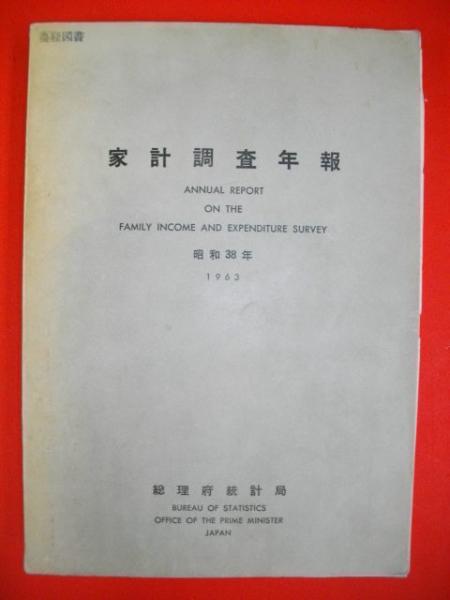 家計調査年報
ANNUAL REPORT
ON THE
FAMILY INCOME AND EXPENDITURE SURVEY
昭和38年
1963
総理府統計局
BUREAU OF STATISTICS
OFFICE OF THE PRIME MINISTER
JAPAN